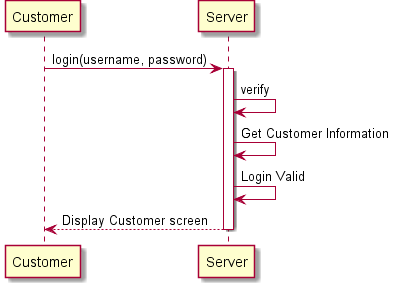 Customer
Server
login(username, password)
verify
Get Customer Information
Login Valid
Display Customer screen
Customer
Server